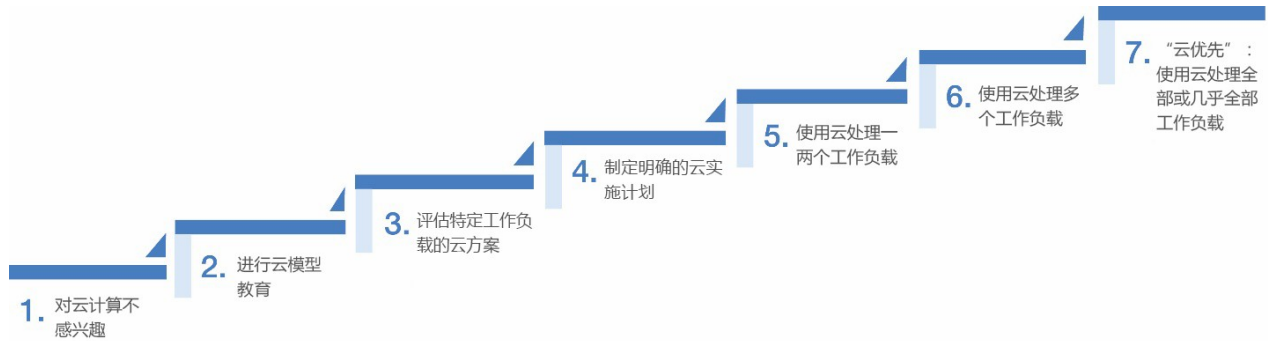 1. 对云计算不
感兴趣
2. 进行云模型
教育
3. 评估特定工作负
载的云方案
4. 制定明确的云实
施计划
5. 使用云处理一
两个工作负载
6. 使用云处理多
个工作负载
7. “云优先”：
使用云处理全
部或几乎全部
工作负载